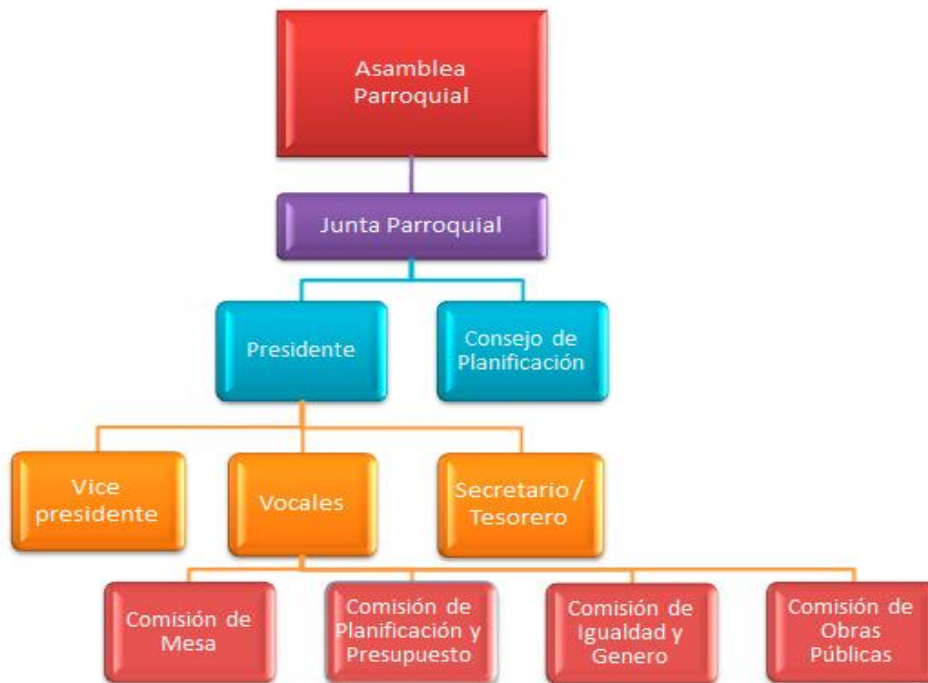 Asamblea
Parroquial
Junta Parroquial
Presidente
Consejo de
Planificación
Vice
presidente
Vocales
Secretario /
Tesorero
Comisión de
Mesa
Comisión de
Planificación y
Presupuesto
Comisión de
Igualdad y
Genero
Comisión de
Obras
Públicas